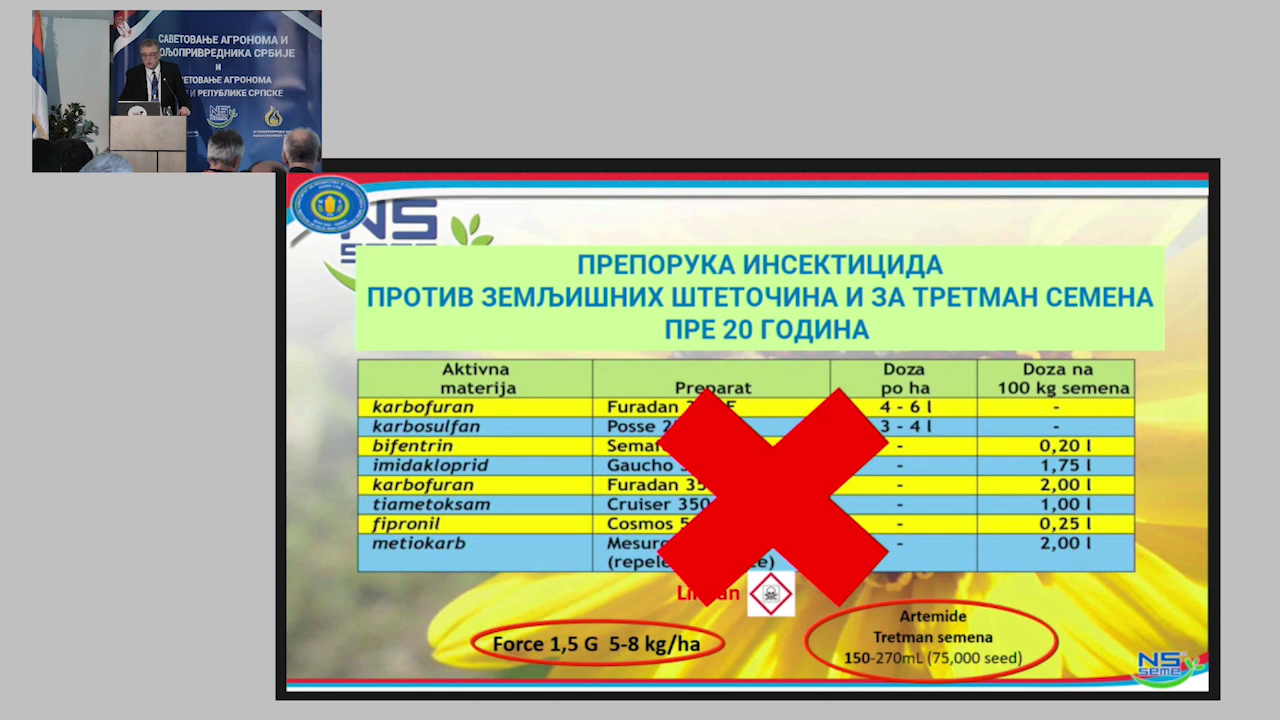 САВЕТОВАЊЕ АГРОНОМА И
ПОЉОПРИВРЕДНИКА СРБИЈЕ
И
САВЕТОВАЊЕ АГРОНОМА
И РЕПУБЛИКЕ СРПСКЕ
NS
seme
ПРЕПОРУКА ИНСЕКТИЦИДА
ПРОТИВ ЗЕМЉИШНИХ ШТЕТОЧИНА И ЗА ТРЕТМАН СЕМЕНА
ПРЕ 20 ГОДИНА
Aktivna materija Preparat Doza po ha Doza na 100 kg semena
karbofuran Furadan 4 - 6 l -
karbosulfan Posse 3 - 4 l -
bifentrin - 0,20 l
imidakloprid Gaucho - 1,75 l
karbofuran Furadan 35 - 2,00 l
tiametoksam Cruiser 350 - 1,00 l
fipronil Cosmos - 0,25 l
metiokarb - 2,00 l
Force 1,5 G 5-8 kg/ha
Artemide
Tretman semena
150-270mL (75,000 seed)
NS
seme